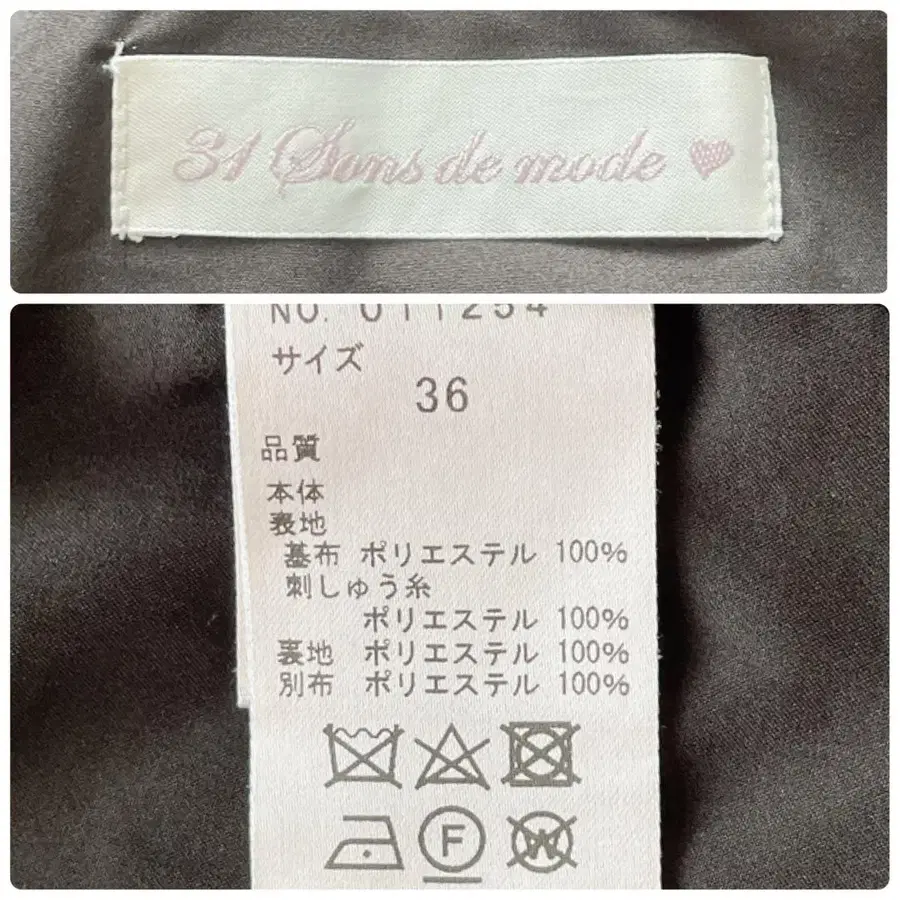 31 Sons de mode
NO. 011254
サイズ
36
品質
本体
表地
基布 ポリエステル 100%
刺しゅう糸
ポリエステル 100%
裏地 ポリエステル 100%
別布 ポリエステル 100%
F
W